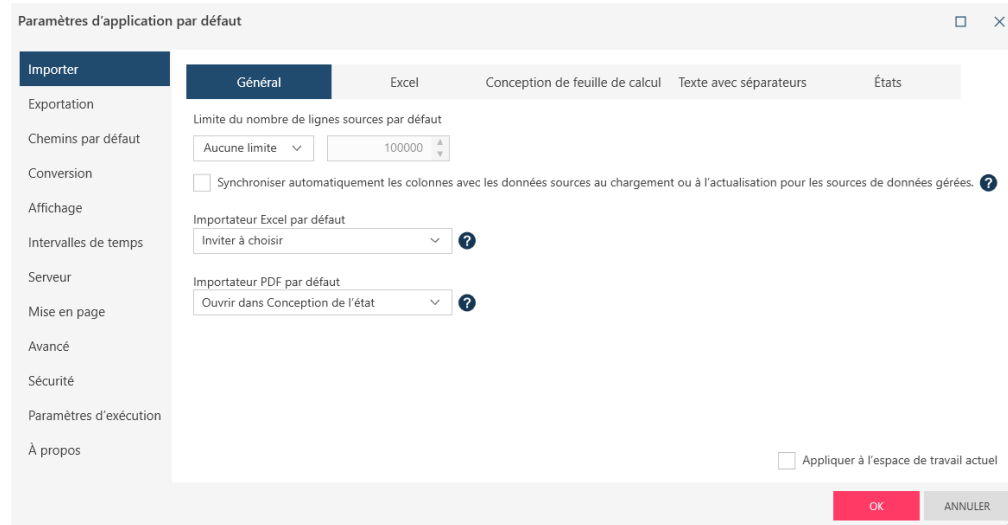 Paramètres d’application par défaut
Importer
Exportation
Chemins par défaut
Conversion
Affichage
Intervalles de temps
Serveur
Mise en page
Avancé
Sécurité
Paramètres d’exécution
À propos
Général Excel Conception de feuille de calcul Texte avec séparateurs États
Limite du nombre de lignes sources par défaut
Aucune limite 100000
Synchroniser automatiquement les colonnes avec les données sources au chargement ou à l’actualisation pour les sources de données gérées. ?
Importateur Excel par défaut
Inviter à choisir ?
Importateur PDF par défaut
Ouvrir dans Conception de l’état ?
Appliquer à l’espace de travail actuel
OK ANNULER